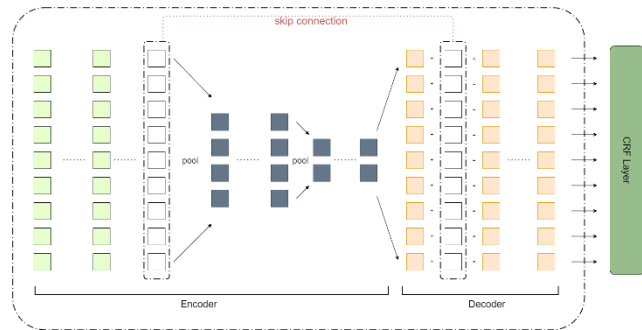 skip connection
pool
pool
CRF Layer
Encoder
Decoder